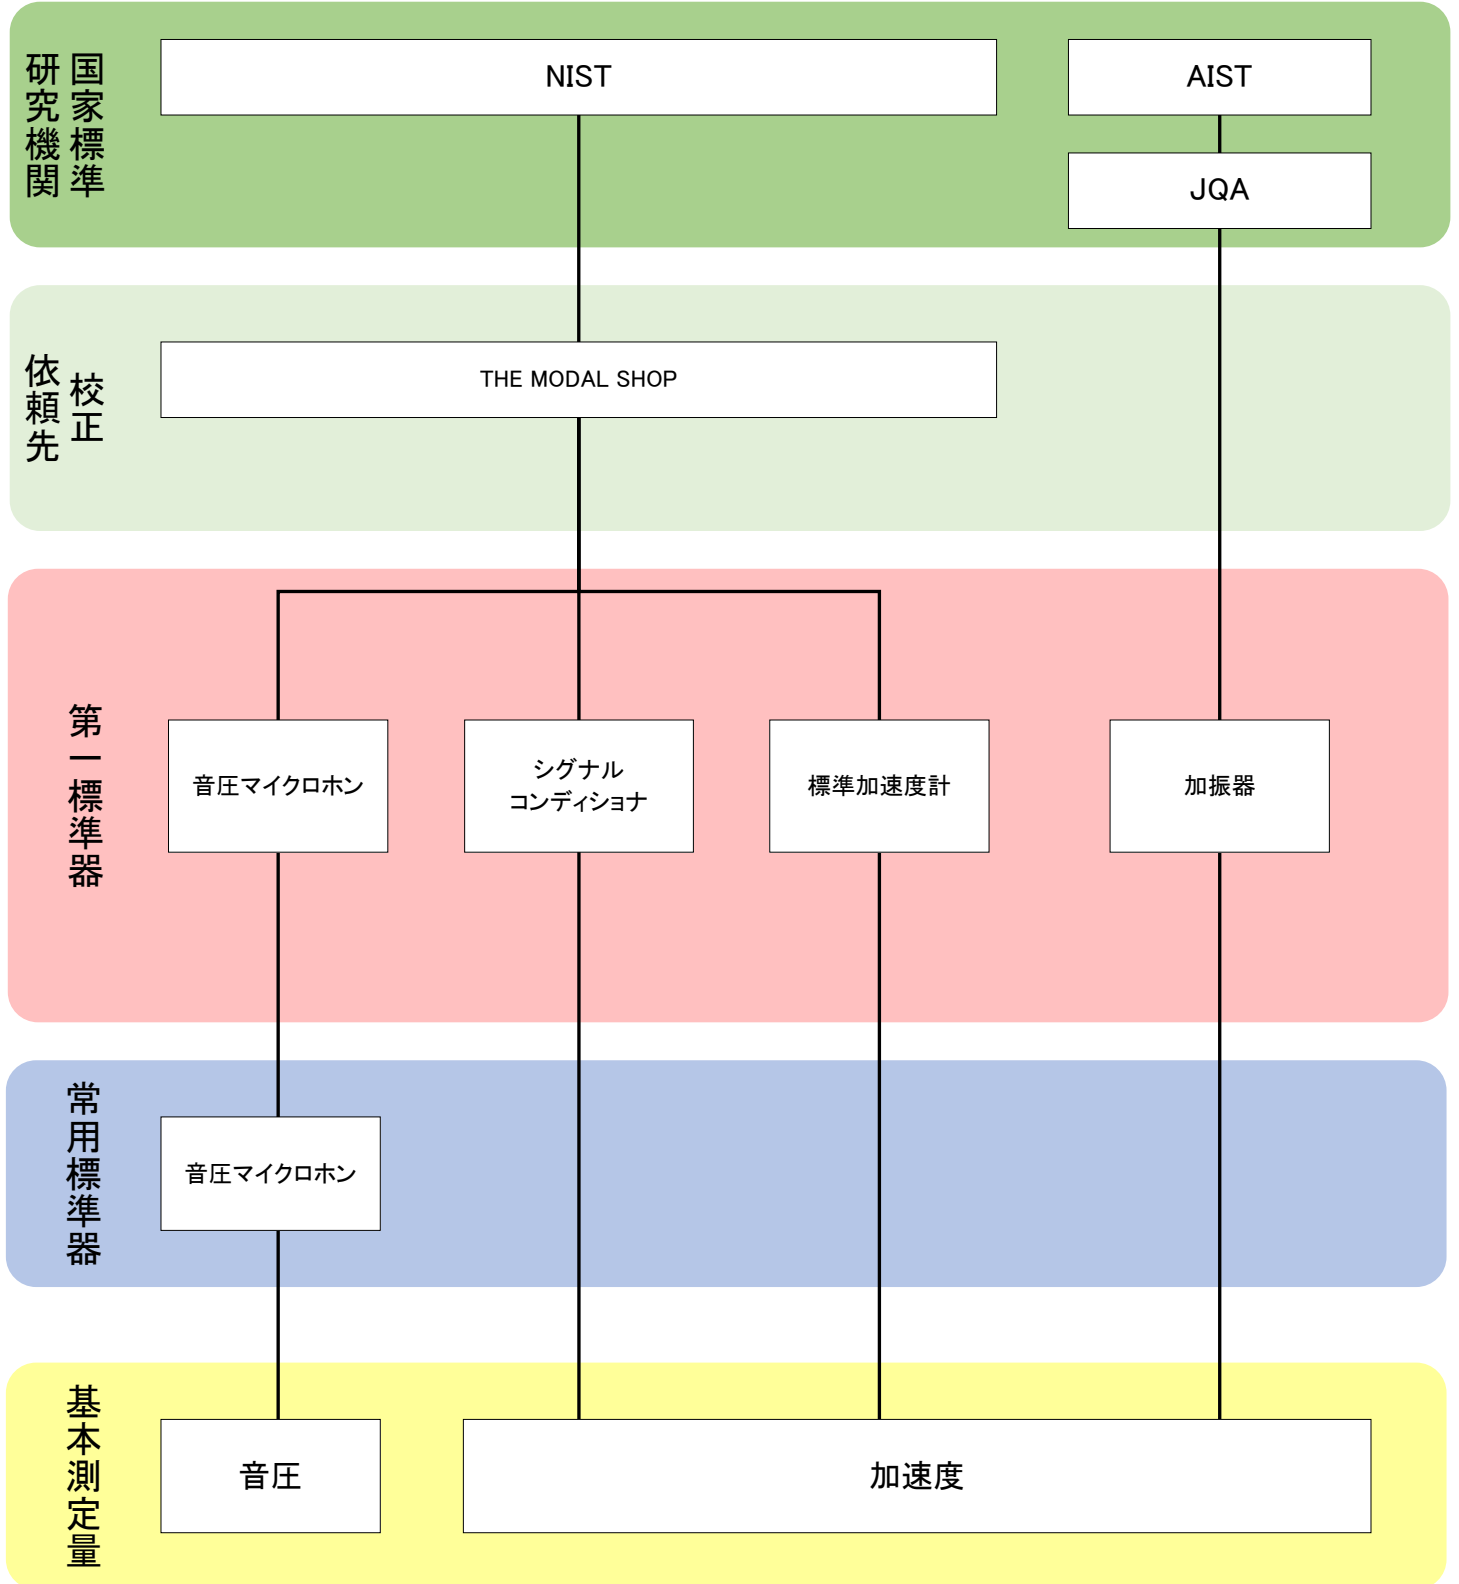 国家標準
研究機関
NIST
AIST
JQA
校正
依頼先
THE MODAL SHOP
第一標準器
音圧マイクロホン
シグナル
コンディショナ
標準加速度計
加振器
常用標準器
音圧マイクロホン
基本測定量
音圧
加速度